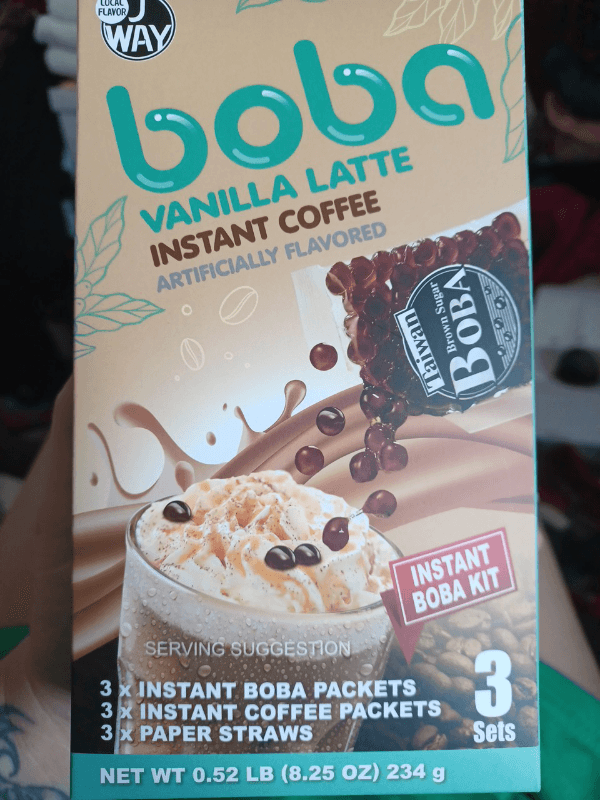 LOCAL
FLAVOR
J
WAY
boba
VANILLA LATTE
INSTANT COFFEE
ARTIFICIALLY FLAVORED
Taiwan
Brown Sugar
BOBA
INSTANT
BOBA KIT
SERVING SUGGESTION
3 x INSTANT BOBA PACKETS
3 x INSTANT COFFEE PACKETS
3 x PAPER STRAWS
3
Sets
NET WT 0.52 LB (8.25 OZ) 234 g